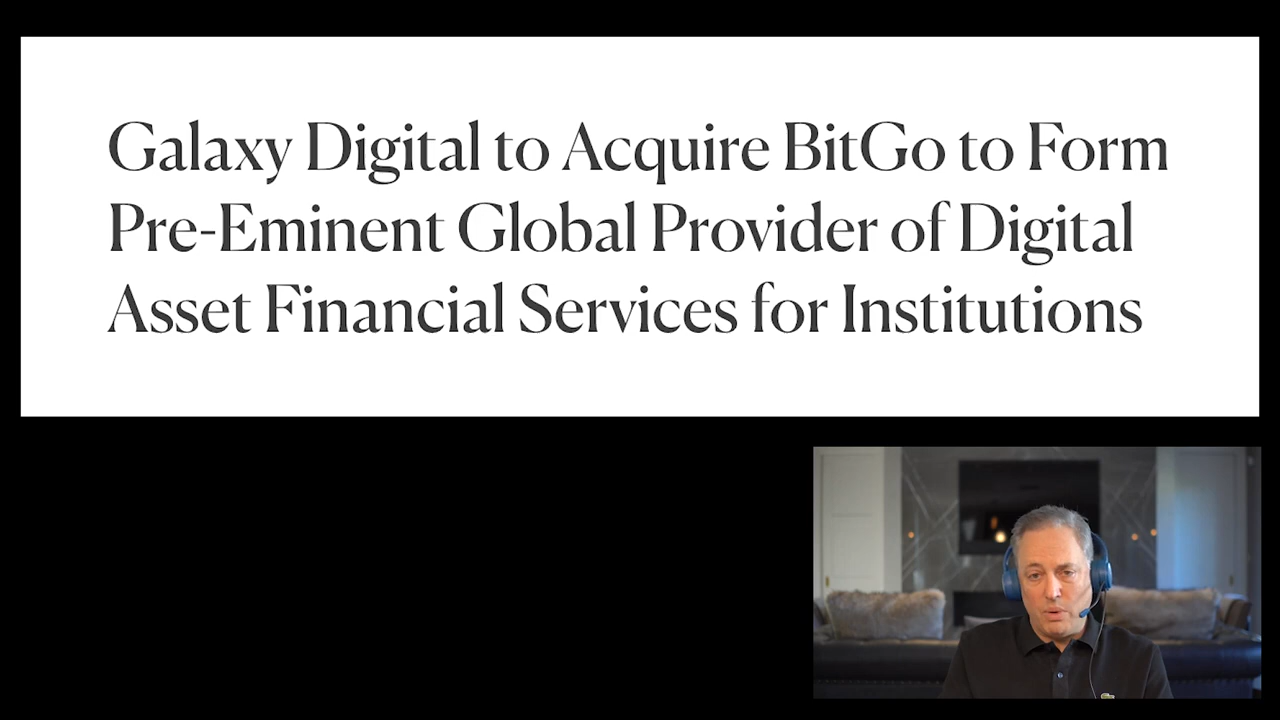 Galaxy Digital to Acquire BitGo to Form
Pre-Eminent Global Provider of Digital
Asset Financial Services for Institutions